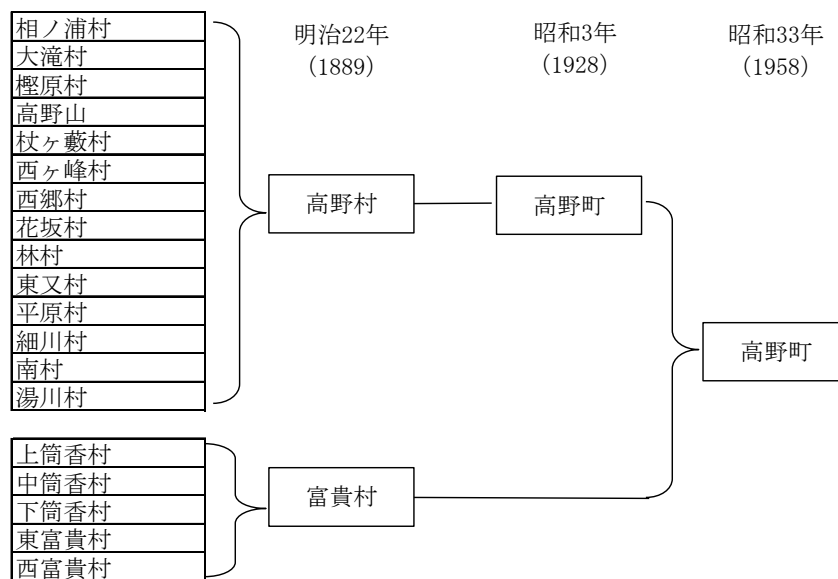 相ノ浦村
大滝村
樫原村
高野山
杖ヶ藪村
西ヶ峰村
西郷村
花坂村
林村
東又村
平原村
細川村
南村
湯川村
上筒香村
中筒香村
下筒香村
東富貴村
西富貴村
明治22年
(1889)
高野村
富貴村
昭和3年
(1928)
高野町
昭和33年
(1958)
高野町